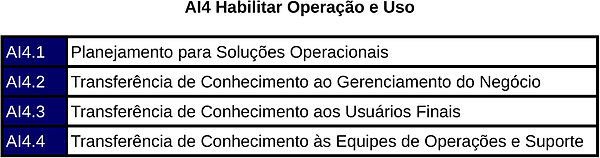 AI4 Habilitar Operação e Uso
AI4.1 Planejamento para Soluções Operacionais
AI4.2 Transferência de Conhecimento ao Gerenciamento do Negócio
AI4.3 Transferência de Conhecimento aos Usuários Finais
AI4.4 Transferência de Conhecimento às Equipes de Operações e Suporte